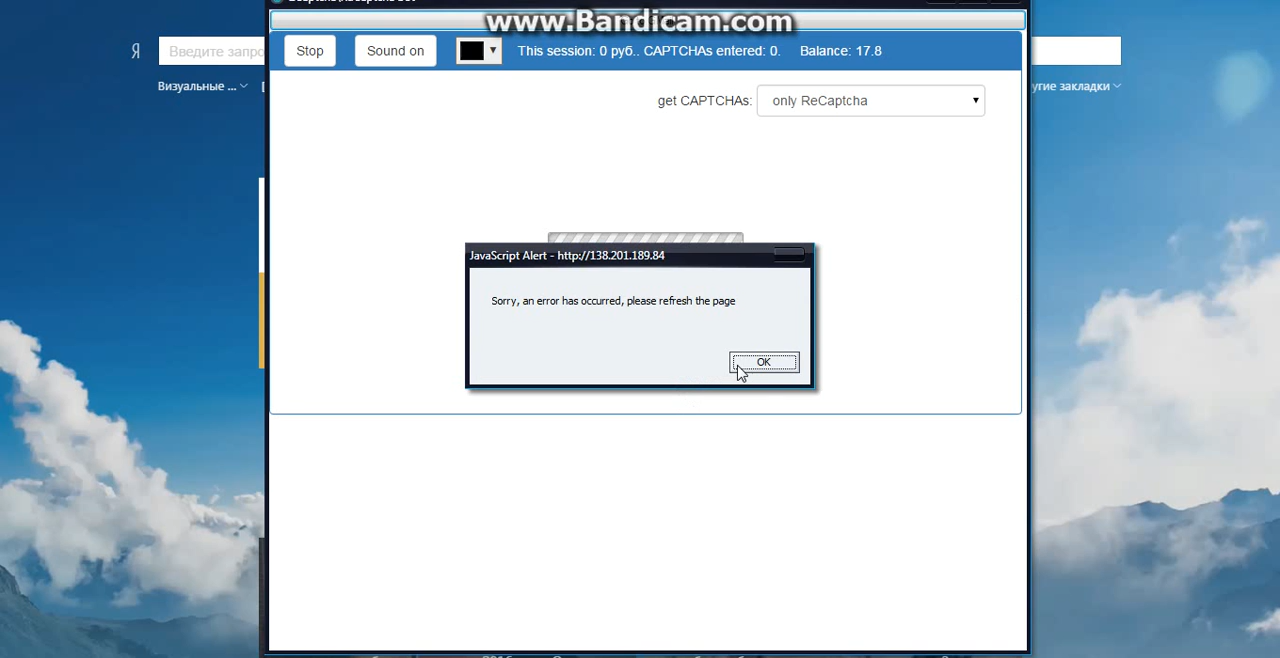 www.Bandicam.com
Я
Введите запро
Stop
Sound on
This session: 0 руб.. CAPTCHAs entered: 0.
Balance: 17.8
Визуальные ...
угие закладки
get CAPTCHAs:
only ReCaptcha
JavaScript Alert - http://138.201.189.84
Sorry, an error has occurred, please refresh the page
OK